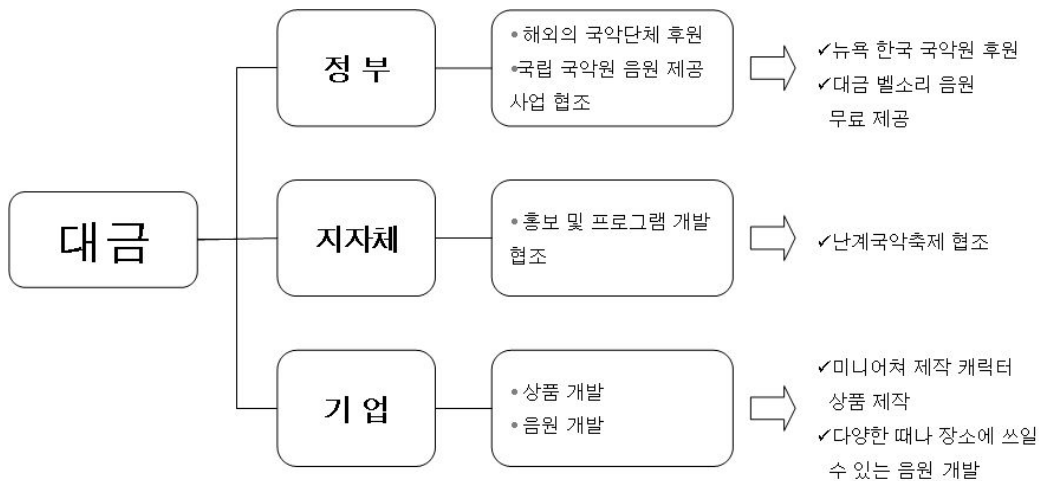 대금
정 부
• 해외의 국악단체 후원
•국립 국악원 음원 제공
사업 협조
✓뉴욕 한국 국악원 후원
✓대금 벨소리 음원
무료 제공
지자체
• 홍보 및 프로그램 개발
협조
✓난계국악축제 협조
기 업
• 상품 개발
• 음원 개발
✓미니어쳐 제작 캐릭터
상품 제작
✓다양한 때나 장소에 쓰일
수 있는 음원 개발